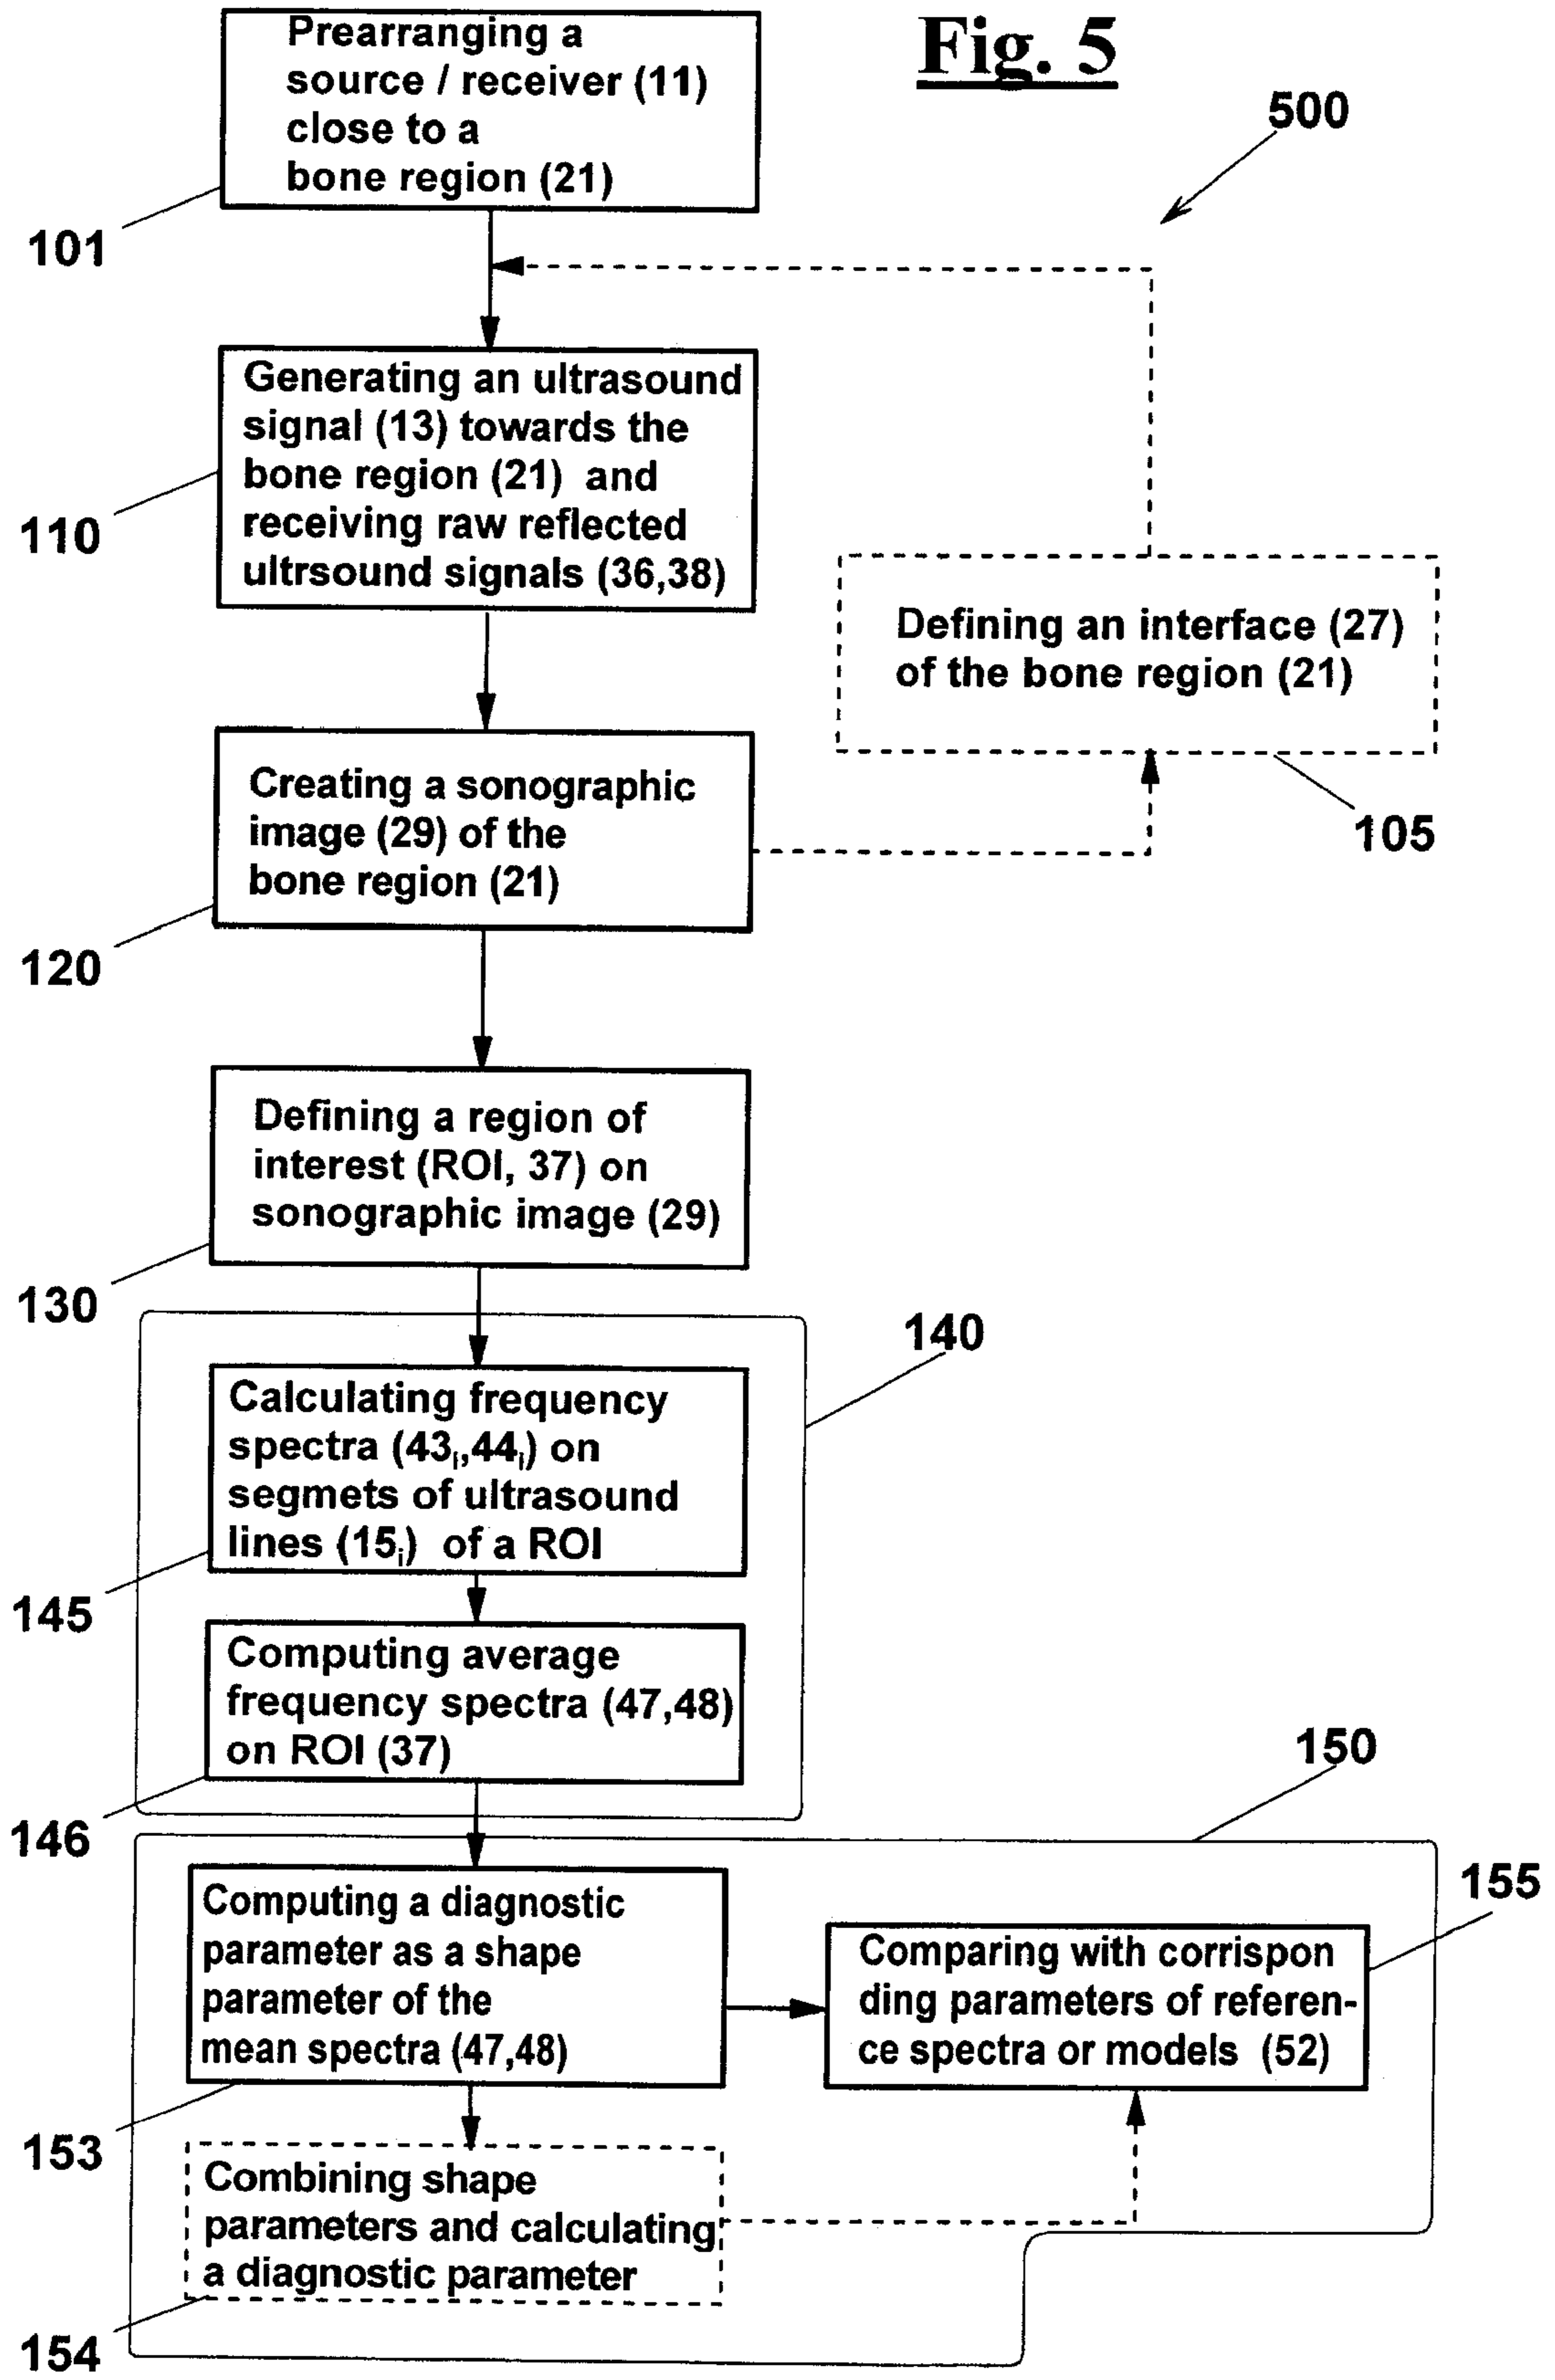 Fig. 5
500
Prearranging a
source / receiver (11)
close to a
bone region (21)
101
Generating an ultrasound
signal (13) towards the
bone region (21) and
receiving raw reflected
ultrsound signals (36,38)
110
Defining an interface (27)
of the bone region (21)
105
Creating a sonographic
image (29) of the
bone region (21)
120
Defining a region of
interest (ROI, 37) on
sonographic image (29)
130
140
Calculating frequency
spectra (43i,44i) on
segmets of ultrasound
lines (15i) of a ROI
145
Computing average
frequency spectra (47,48)
on ROI (37)
146
150
Computing a diagnostic
parameter as a shape
parameter of the
mean spectra (47,48)
153
155
Comparing with corrispon
ding parameters of referen-
ce spectra or models (52)
Combining shape
parameters and calculating
a diagnostic parameter
154